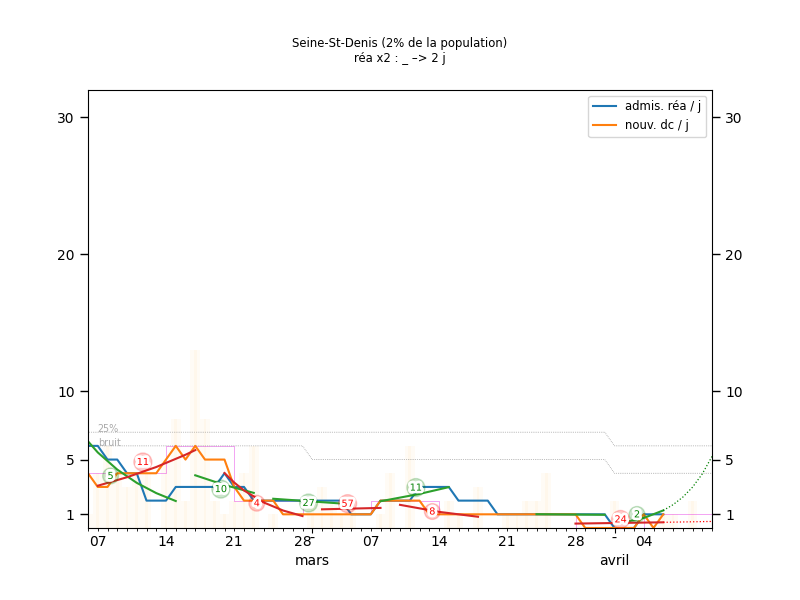 Seine-St-Denis (2% de la population)
réa x2 : _ –> 2 j
admis. réa / j
nouv. dc / j
30 30
20 20
10 10
5 5
1 1
25%
bruit
5 11 10 4 27 57 11 8 24 2
07 14 21 28 07 14 21 28 04
mars avril